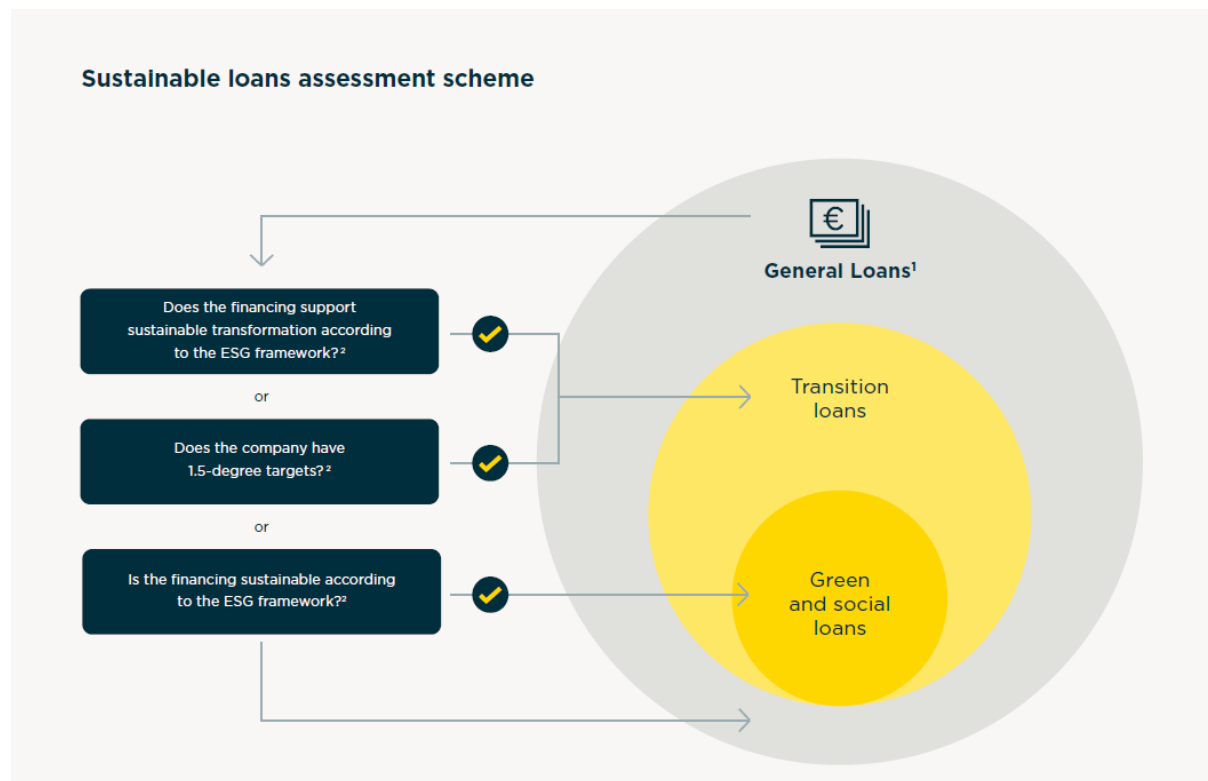 Sustainable loans assessment scheme
€
General Loans¹
Does the financing support
sustainable transformation according
to the ESG framework?²
or
Does the company have
1.5-degree targets?²
or
Is the financing sustainable according
to the ESG framework?²
Transition
loans
Green
and social
loans